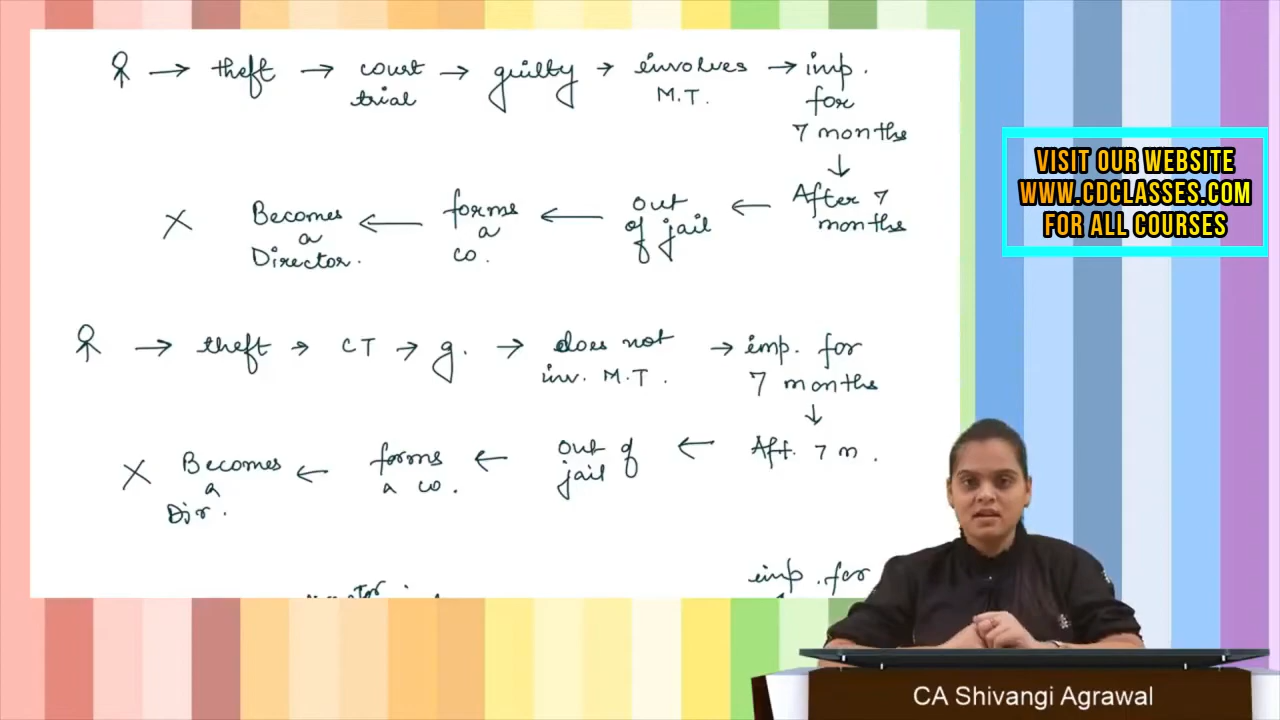 theft → court trial → guilty → involves M.T. → imp. for 7 months
↓
After 7 months
← out of jail ← forms a co. ← Becomes a Director. X
→ theft → CT → g. → does not inv. M.T. → imp. for 7 months
↓
Aft. 7 m.
← out of jail ← forms a co. ← Becomes a Dir. X
imp. for
VISIT OUR WEBSITE
WWW.CDCLASSES.COM
FOR ALL COURSES
CA Shivangi Agrawal